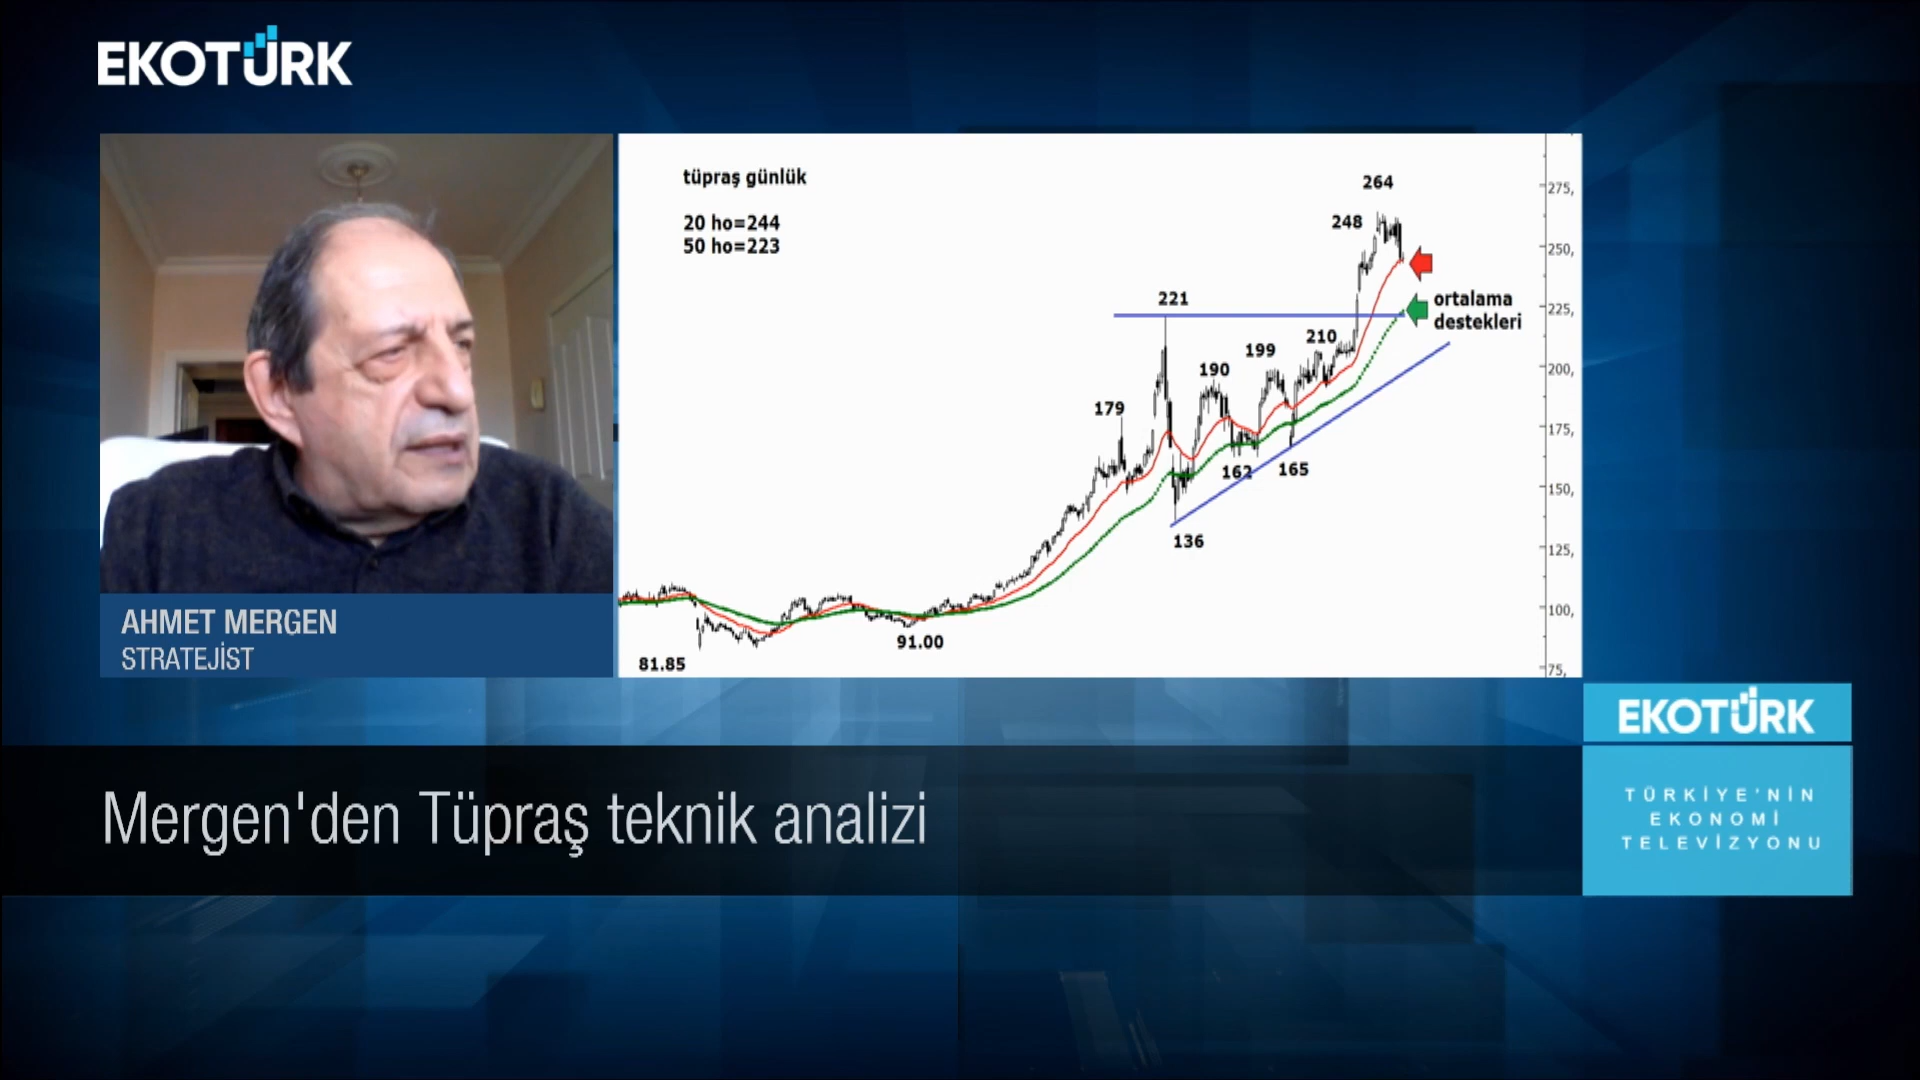 EKOTÜRK
tüpraş günlük
20 ho=244
50 ho=223
264
248
275,
250,
225,
200,
175,
150,
125,
100,
75,
ortalama
destekleri
221
210
199
190
179
162
165
136
91.00
81.85
AHMET MERGEN
STRATEJİST
EKOTÜRK
Mergen'den Tüpraş teknik analizi
TÜRKİYE'NİN
EKONOMİ
TELEVİZYONU